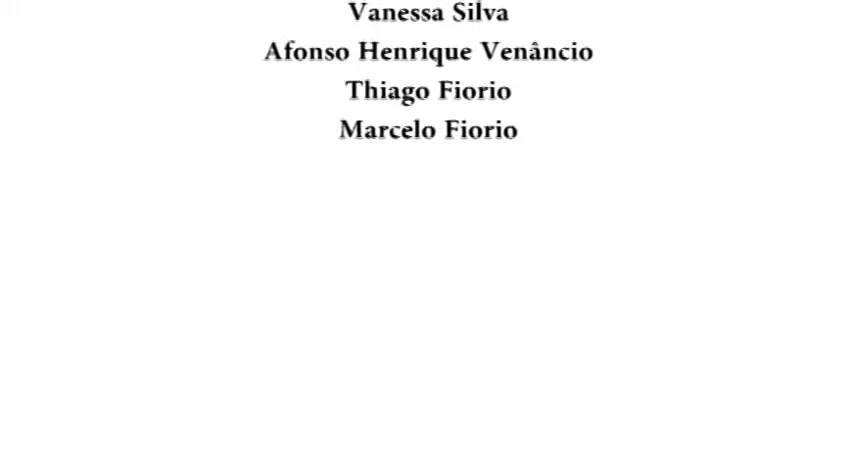 Vanessa Silva
Afonso Henrique Venâncio
Thiago Fiorio
Marcelo Fiorio